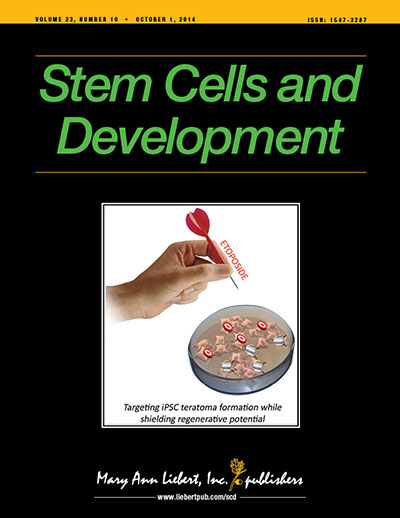 VOLUME 23, NUMBER 19 • OCTOBER 1, 2014 ISSN: 1547-3287
Stem Cells and
Development
ETOPOSIDE
Targeting iPSC teratoma formation while
shielding regenerative potential
Mary Ann Liebert, Inc. publishers
www.liebertpub.com/scd